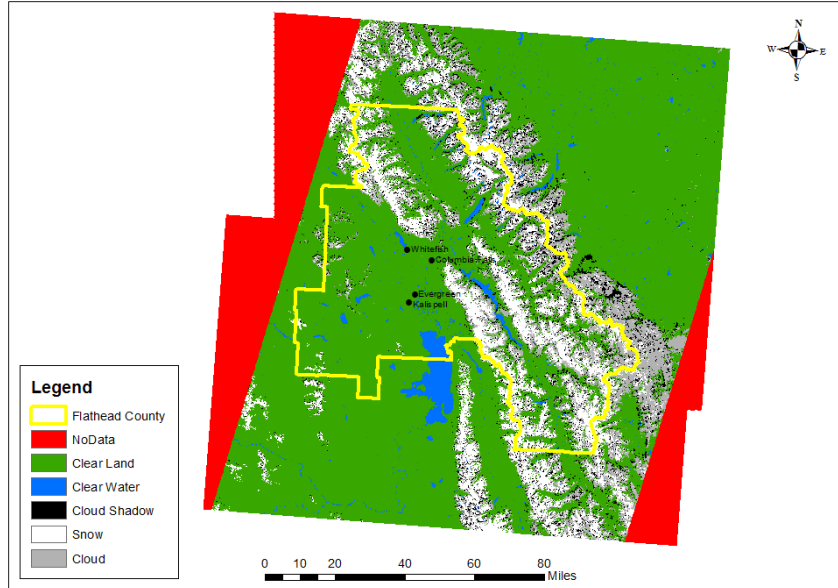 N
W E
S
Whitefish
Columbia Falls
Evergreen
Kalispell
Legend
Flathead County
NoData
Clear Land
Clear Water
Cloud Shadow
Snow
Cloud
0 20 40 60 80
Miles